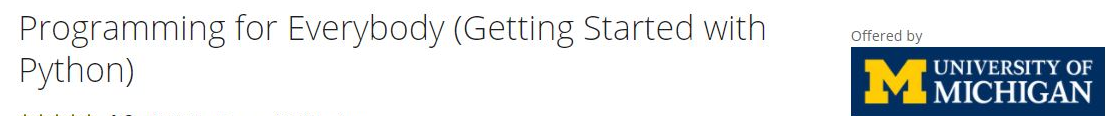 Programming for Everybody (Getting Started with
Python)
Offered by
M UNIVERSITY OF
MICHIGAN